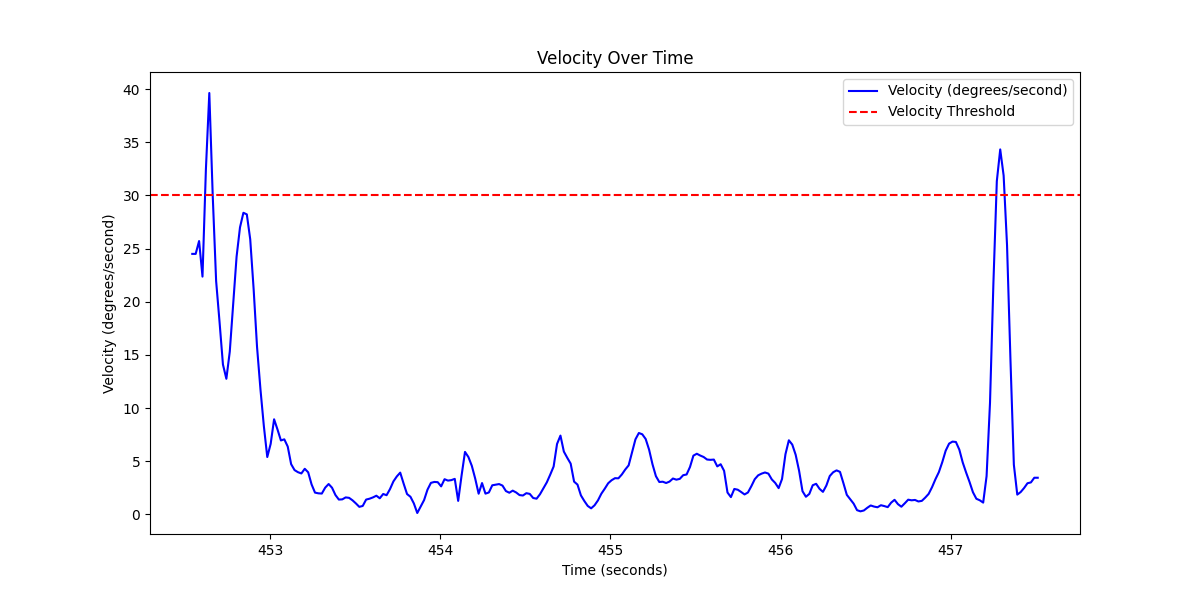 Velocity Over Time
Velocity (degrees/second)
Velocity Threshold
40
35
30
25
20
15
10
5
0
Velocity (degrees/second)
453
454
455
456
457
Time (seconds)